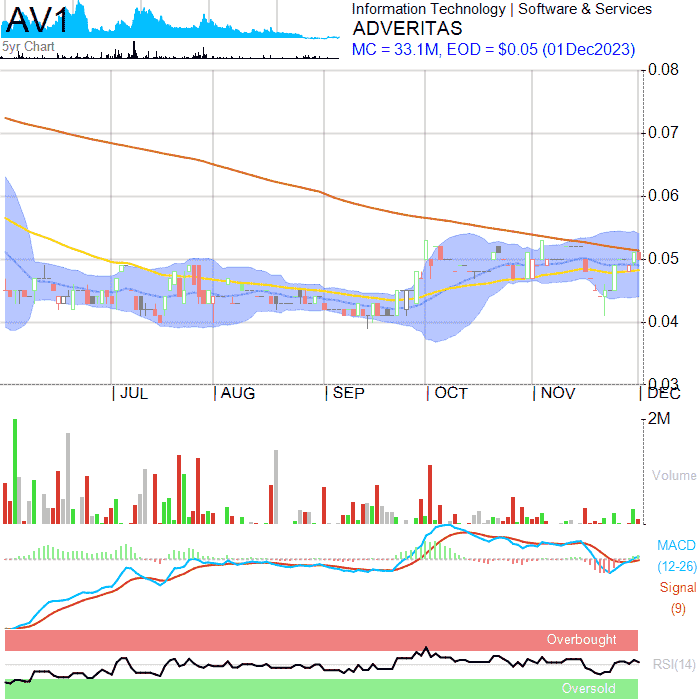 AV1
5yr Chart
Information Technology | Software & Services
ADVERITAS
MC = 33.1M, EOD = $0.05 (01Dec2023)
0.08
0.07
0.06
0.05
0.04
0.03
| JUL | AUG | SEP | OCT | NOV | DEC
2M
Volume
MACD
(12-26)
Signal
(9)
Overbought
RSI(14)
Oversold